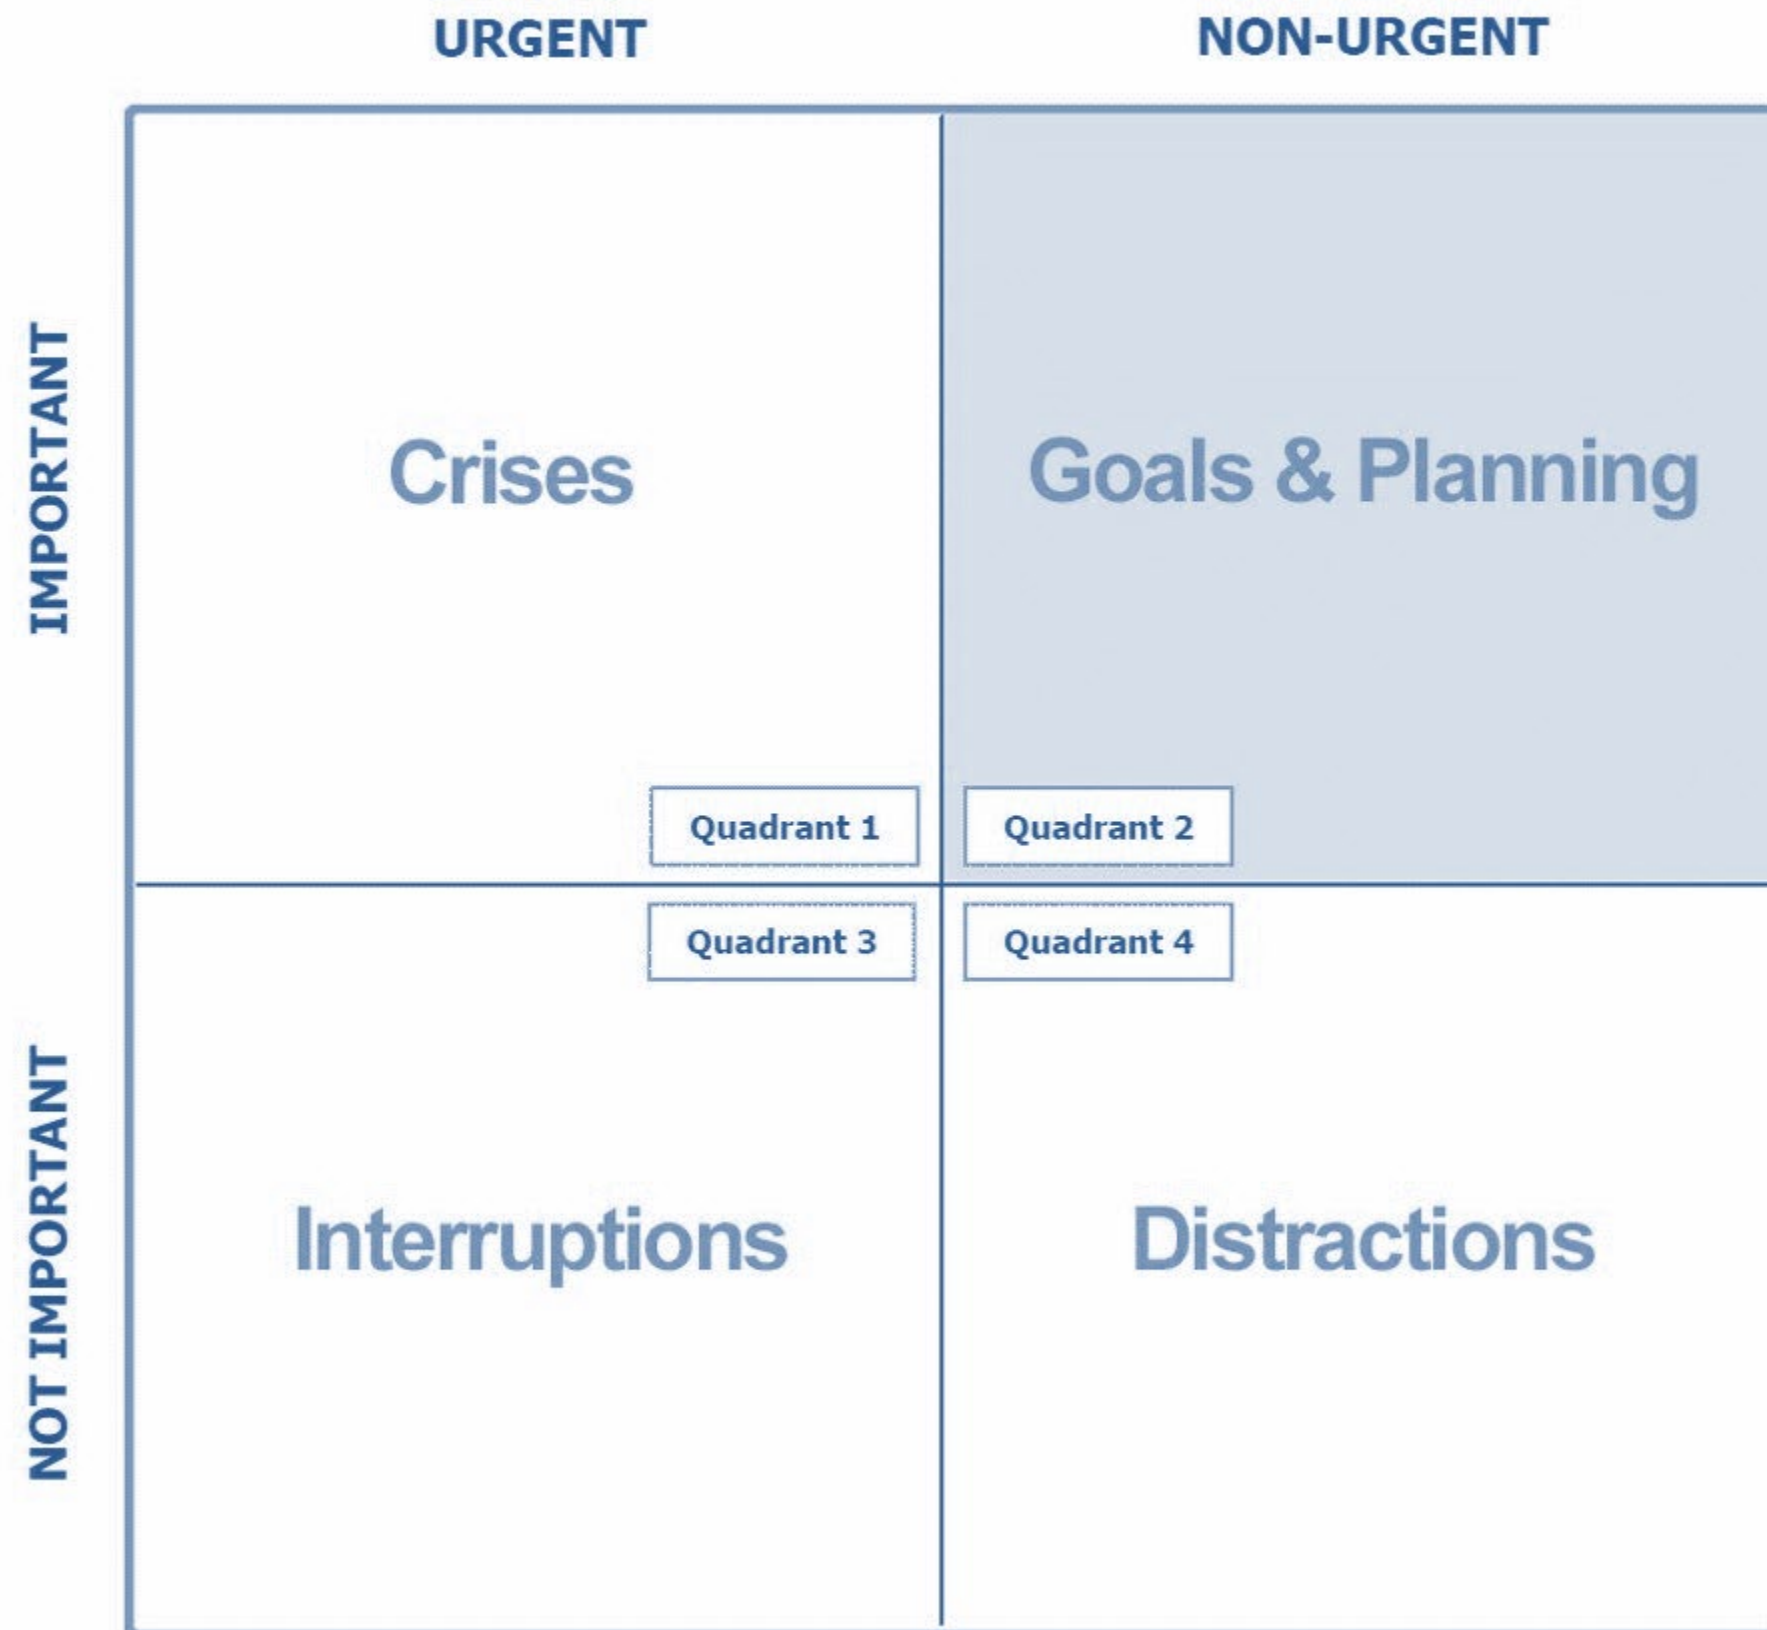 URGENT
NON-URGENT
IMPORTANT
Crises
Goals & Planning
Quadrant 1
Quadrant 2
NOT IMPORTANT
Quadrant 3
Quadrant 4
Interruptions
Distractions